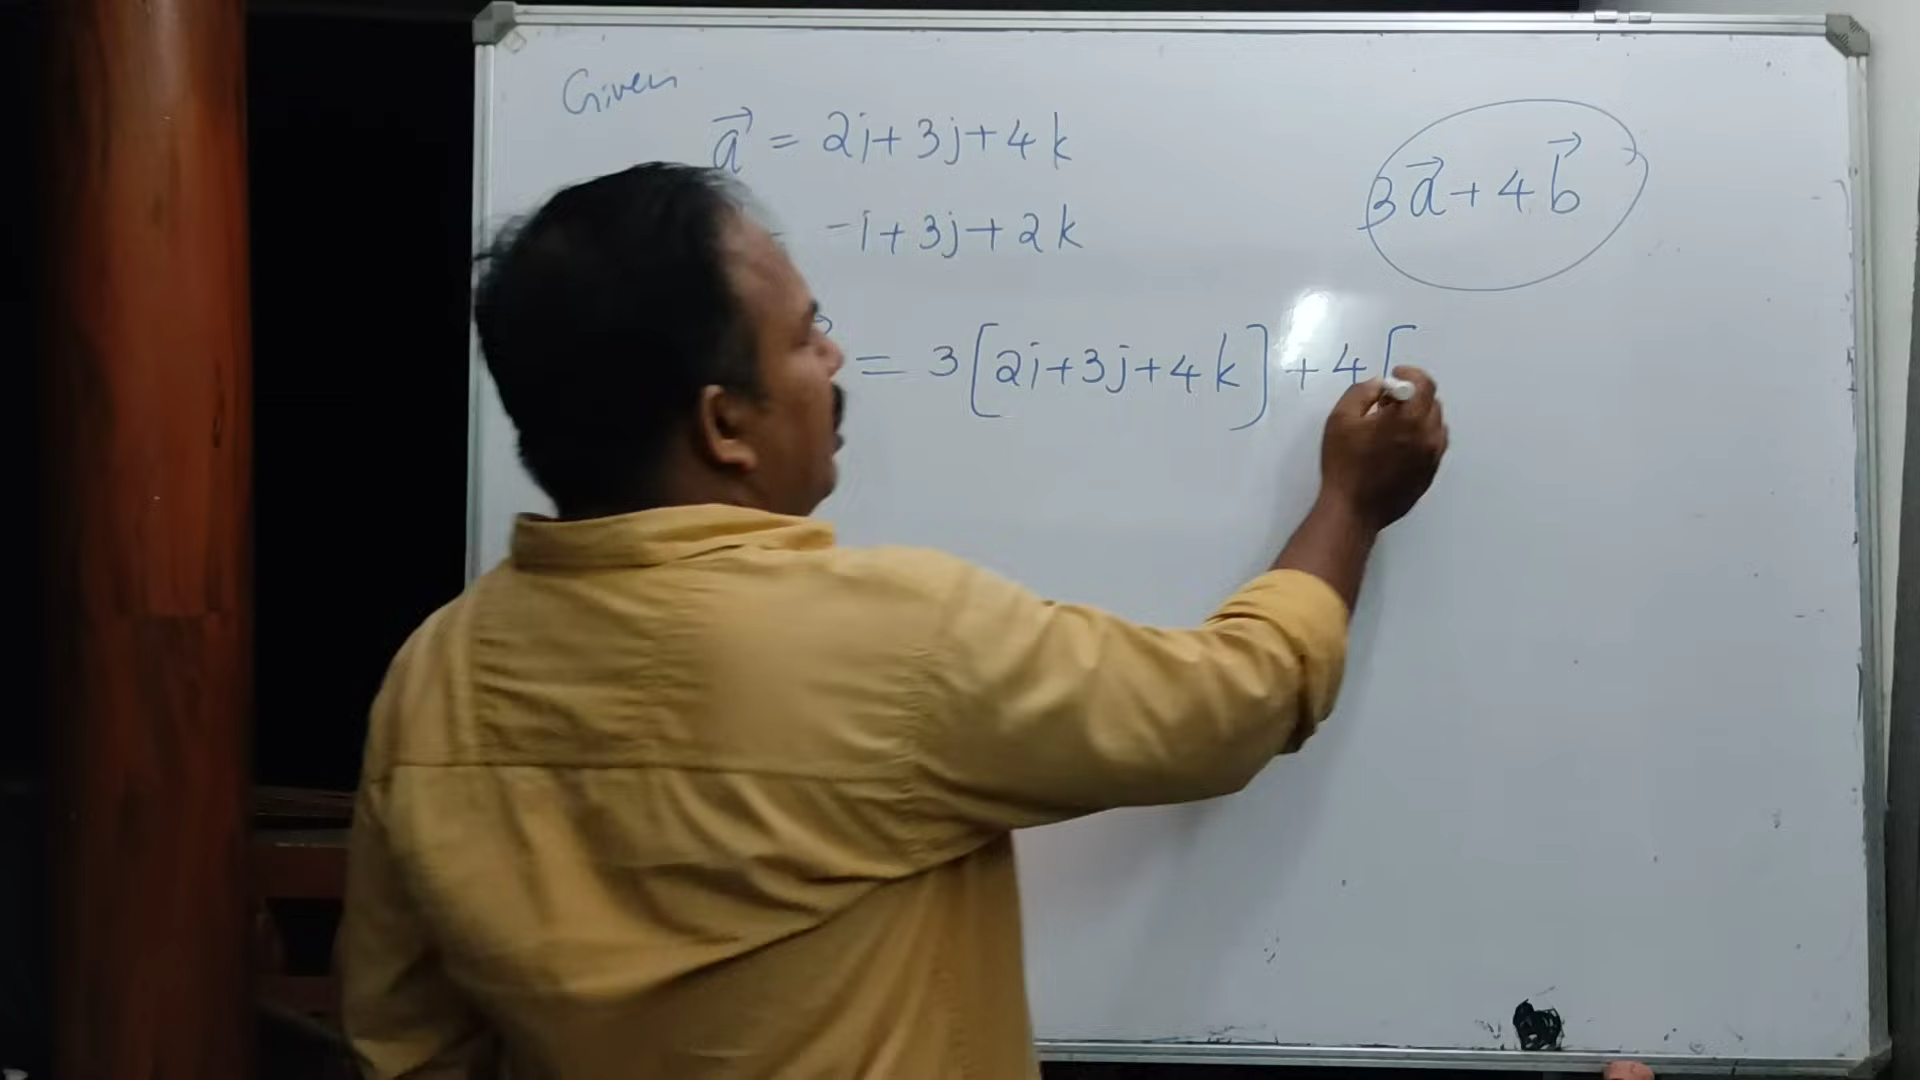 Given
a⃗ = 2i+3j+4k
-i+3j+2k
3a⃗+4b⃗
= 3[2i+3j+4k]+4[